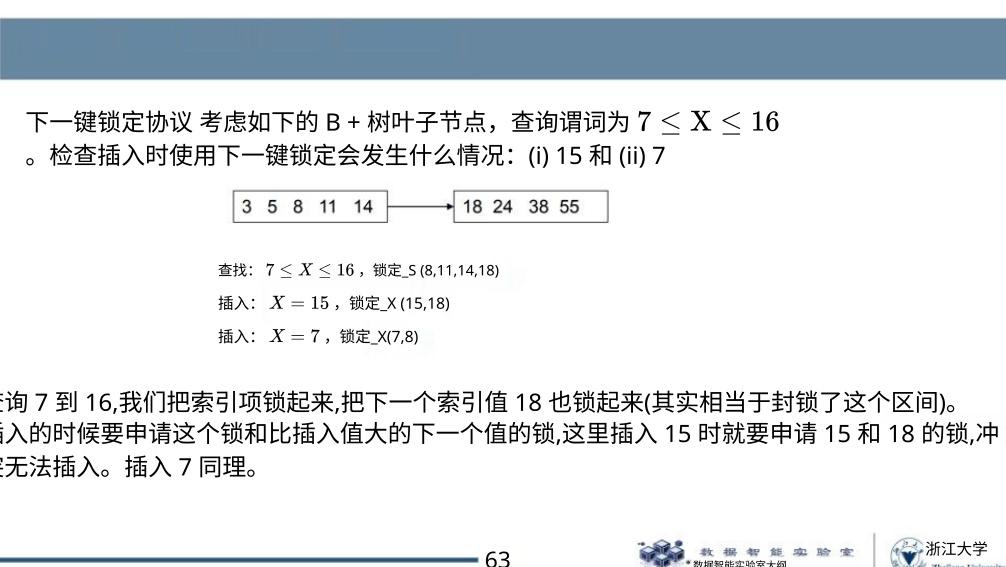 下一键锁定协议 考虑如下的 B + 树叶子节点，查询谓词为 7 ≤ X ≤ 16
。检查插入时使用下一键锁定会发生什么情况：(i) 15 和 (ii) 7
3 5 8 11 14 18 24 38 55
查找： 7 ≤ X ≤ 16 ，锁定_S (8,11,14,18)
插入： X = 15 ，锁定_X (15,18)
插入： X = 7 ，锁定_X(7,8)
询 7 到 16,我们把索引项锁起来,把下一个索引值 18 也锁起来(其实相当于封锁了这个区间)。
入的时候要申请这个锁和比插入值大的下一个值的锁,这里插入 15 时就要申请 15 和 18 的锁,冲
无法插入。插入 7 同理。
63
数据智能实验室
数据智能实验室大纲
浙江大学